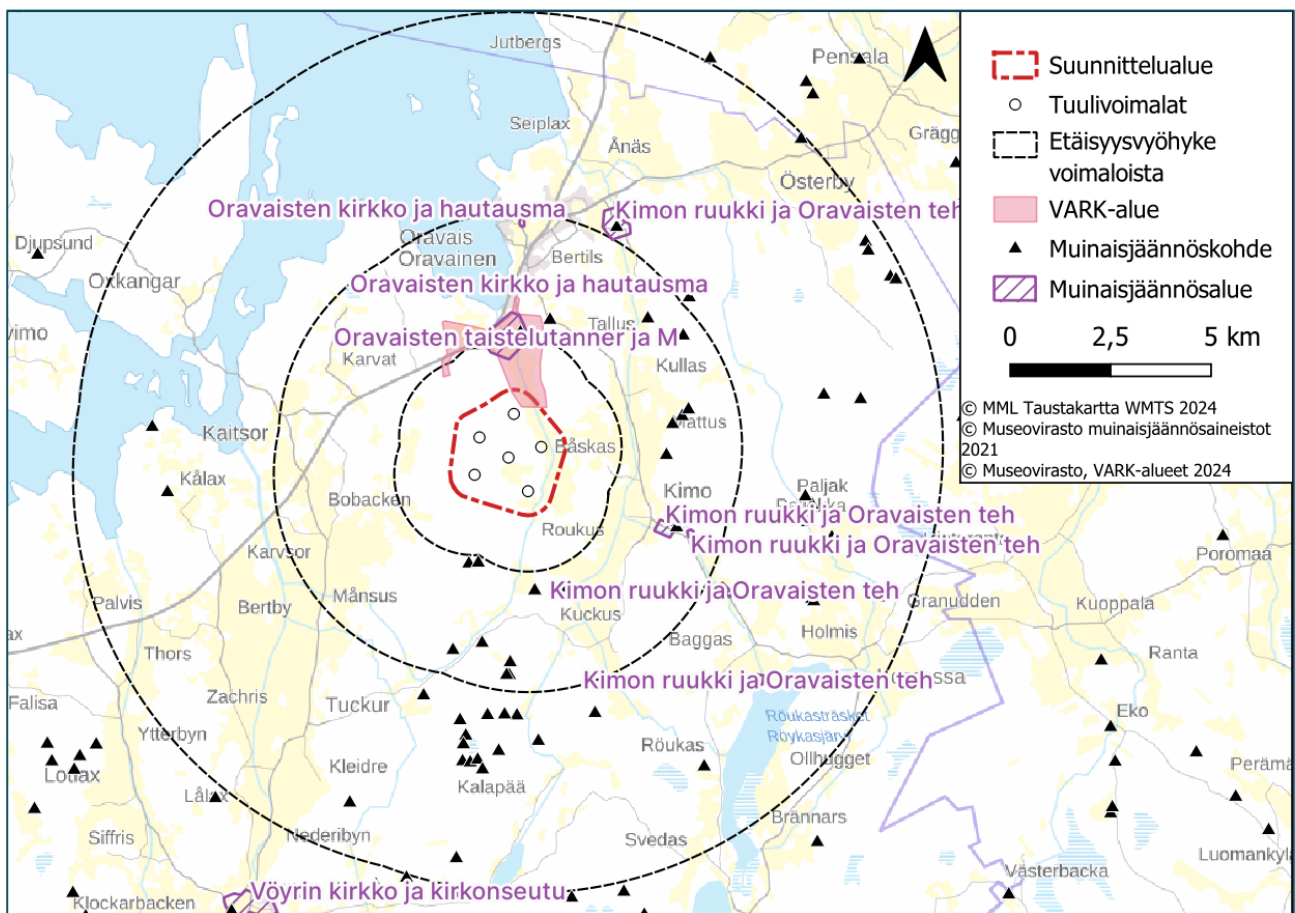 Jutbergs
Pensala
Seiplax
Ånäs
Grägg
Österby
Oravaisten kirkko ja hautausma
Kimon ruukki ja Oravaisten teh
Djupsund
Oravais
Oravainen
Bertils
Oxkangar
Oravaisten kirkko ja hautausma
vimo
Oravaisten taistelutanner ja M
Tallus
Karvat
Kullas
Kaitsor
Mattus
Båskas
Kålax
Bobacken
Kimo
Paljak
Kimon ruukki ja Oravaisten teh
Roukus
Karvsor
Kimon ruukki ja Oravaisten teh
Poromaa
Månsus
Kimon ruukki ja Oravaisten teh
Palvis
Bertby
Kuckus
Granudden
Kuoppala
ax
Baggas
Holmis
Thors
Ranta
Kimon ruukki ja Oravaisten teh
ssa
Falisa
Zachris
Tuckur
Röukasträsket
Röykasjärvi
Eko
Ytterbyn
Röukas
Ollhugget
Kleidre
Perämä
Lotlax
Kalapää
Lålax
Brännars
Siffris
Nederibyn
Svedas
Luomankylä
Västerbacka
Vöyrin kirkko ja kirkonseutu
Klockarbacken
Suunnittelualue
Tuulivoimalat
Etäisyysvyöhyke
voimaloista
VARK-alue
Muinaisjäännöskohde
Muinaisjäännösalue
0 2,5 5 km
© MML Taustakartta WMTS 2024
© Museovirasto muinaisjäännösaineistot
2021
© Museovirasto, VARK-alueet 2024